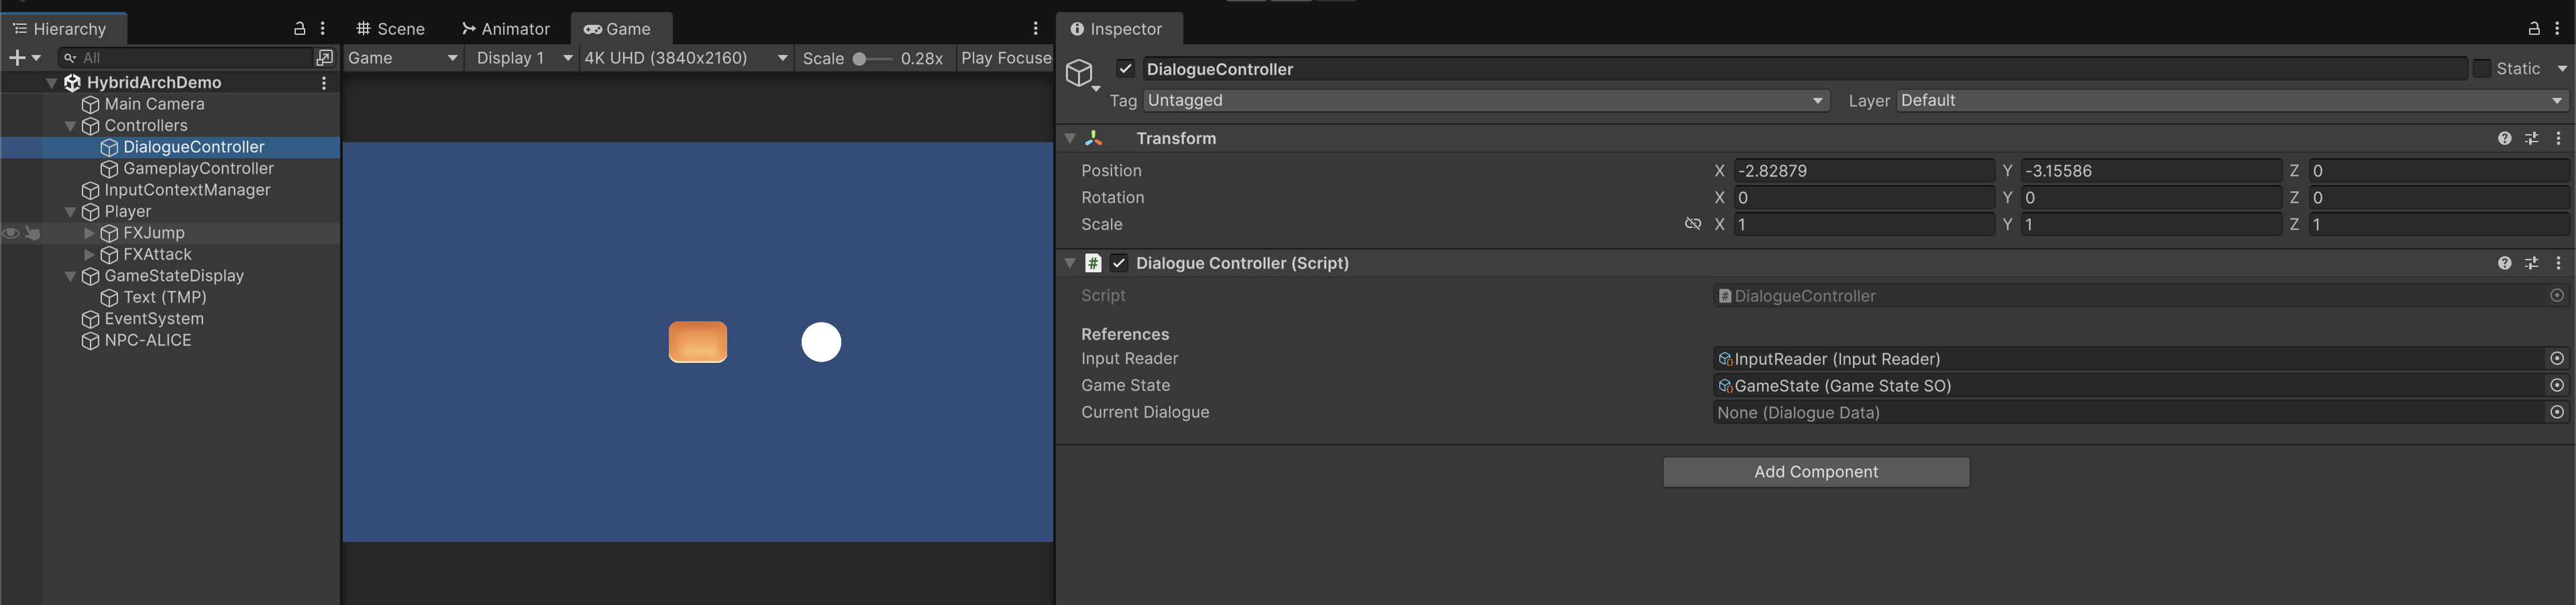 Hierarchy
All
HybridArchDemo
Main Camera
Controllers
DialogueController
GameplayController
InputContextManager
Player
FXJump
FXAttack
GameStateDisplay
Text (TMP)
EventSystem
NPC-ALICE
Scene Animator Game
Game Display 1 4K UHD (3840x2160) Scale 0.28x Play Focuse
Inspector
DialogueController Static
Tag Untagged Layer Default
Transform
Position X -2.82879 Y -3.15586 Z 0
Rotation X 0 Y 0 Z 0
Scale X 1 Y 1 Z 1
# Dialogue Controller (Script)
Script # DialogueController
References
Input Reader InputReader (Input Reader)
Game State GameState (Game State SO)
Current Dialogue None (Dialogue Data)
Add Component